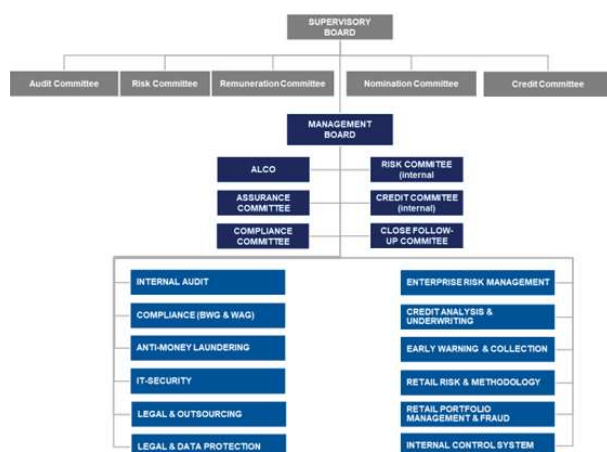 SUPERVISORY
BOARD
Audit Committee
Risk Committee
Remuneration Committee
Nomination Committee
Credit Committee
MANAGEMENT
BOARD
ALCO
RISK COMMITEE
(internal
ASSURANCE
COMMITTEE
CREDIT COMMITEE
(internal)
COMPLIANCE
COMMITTEE
CLOSE FOLLOW-
UP COMMITEE
INTERNAL AUDIT
COMPLIANCE (BWG & WAG)
ANTI-MONEY LAUNDERING
IT-SECURITY
LEGAL & OUTSOURCING
LEGAL & DATA PROTECTION
ENTERPRISE RISK MANAGEMENT
CREDIT ANALYSIS &
UNDERWRITING
EARLY WARNING & COLLECTION
RETAIL RISK & METHODOLOGY
RETAIL PORTFOLIO
MANAGEMENT & FRAUD
INTERNAL CONTROL SYSTEM